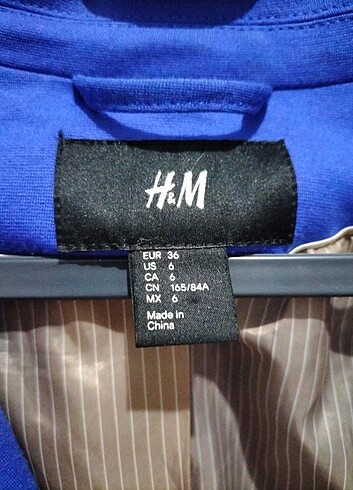 H&M
EUR 36
US 6
CA 6
CN 165/84A
MX 6
Made in
China